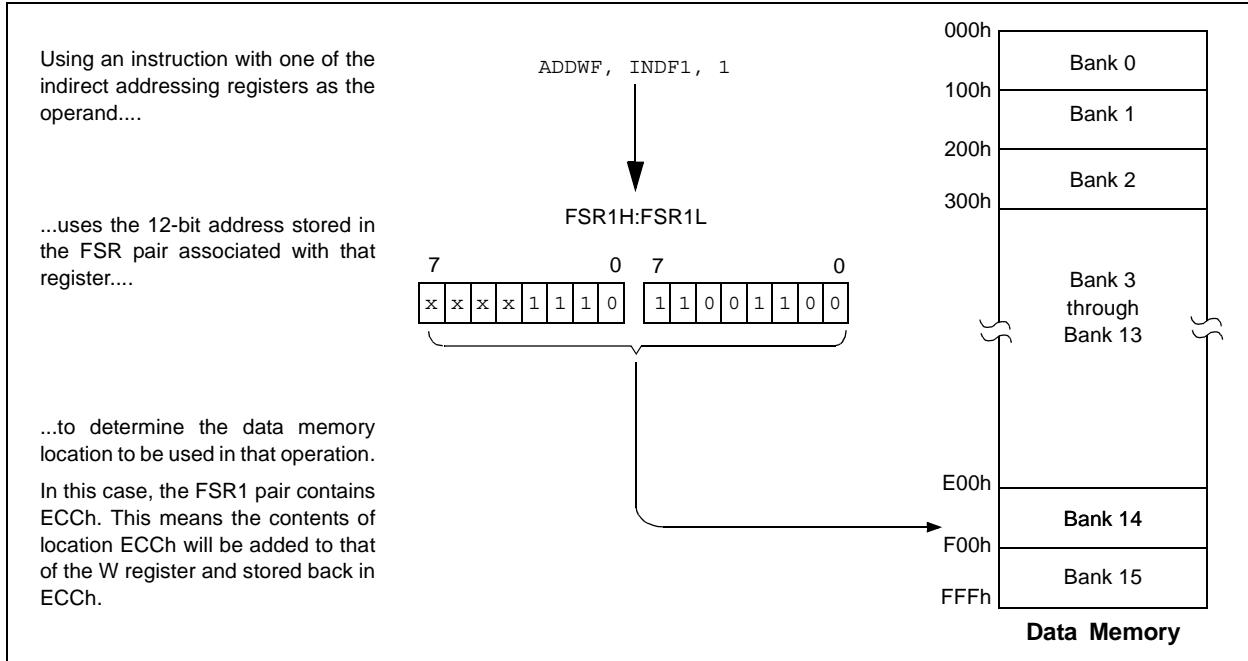 Using an instruction with one of the
indirect addressing registers as the
operand....
ADDWF, INDF1, 1
...uses the 12-bit address stored in
the FSR pair associated with that
register....
FSR1H:FSR1L
7 0 7 0
x x x x 1 1 1 0 1 1 0 0 1 1 0 0
...to determine the data memory
location to be used in that operation.
In this case, the FSR1 pair contains
ECCh. This means the contents of
location ECCh will be added to that
of the W register and stored back in
ECCh.
000h
Bank 0
100h
Bank 1
200h
Bank 2
300h
Bank 3
through
Bank 13
E00h
Bank 14
F00h
Bank 15
FFFh
Data Memory